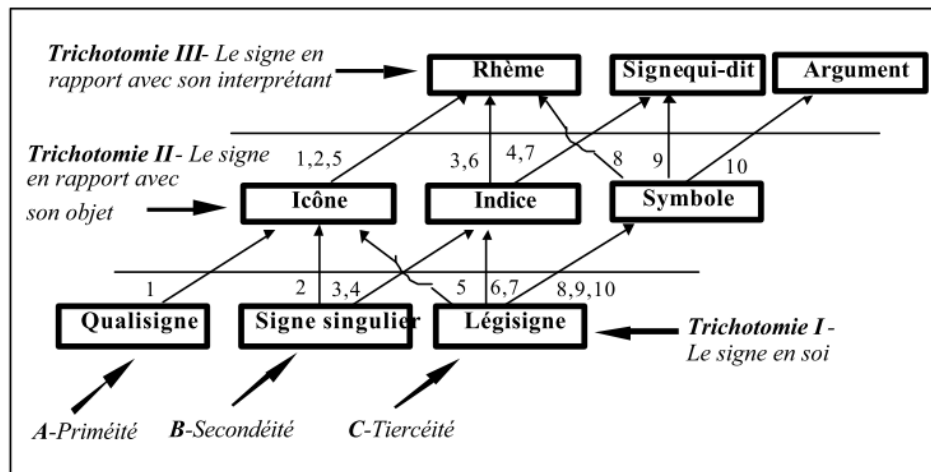 Trichotomie III- Le signe en
rapport avec son interprétant
Rhème
Signequi-dit
Argument
Trichotomie II - Le signe
en rapport avec
son objet
1,2,5
3,6
4,7
8
9
10
Icône
Indice
Symbole
1
2
3,4
5
6,7
8,9,10
Qualisigne
Signe singulier
Légisigne
Trichotomie I -
Le signe en soi
A-Priméité
B-Secondéité
C-Tiercéité